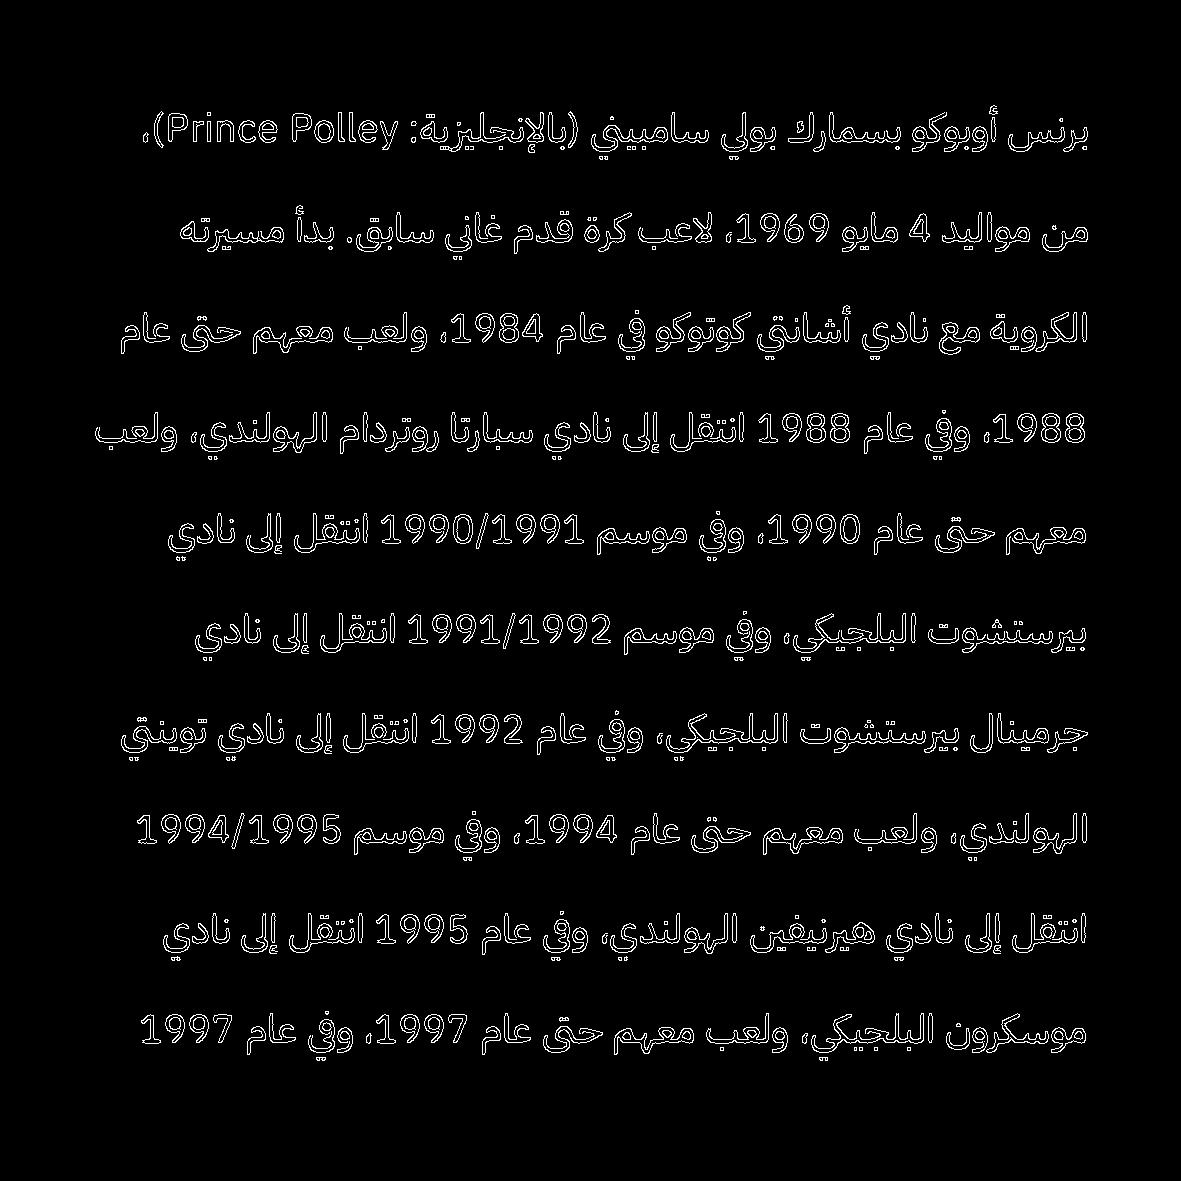 برنس أوبوكو بسمارك بولي سامبيني (بالإنجليزية: Prince Polley)،
من مواليد 4 مايو 1969، لاعب كرة قدم غاني سابق. بدأ مسيرته
الكروية مع نادي أشانتي كوتوكو في عام 1984، ولعب معهم حتى عام
1988، وفي عام 1988 انتقل إلى نادي سبارتا روتردام الهولندي، ولعب
معهم حتى عام 1990، وفي موسم 1990/1991 انتقل إلى نادي
بيرستشوت البلجيكي، وفي موسم 1991/1992 انتقل إلى نادي
جرمينال بيرستشوت البلجيكي، وفي عام 1992 انتقل إلى نادي توينتي
الهولندي، ولعب معهم حتى عام 1994، وفي موسم 1994/1995
انتقل إلى نادي هيرنيفين الهولندي، وفي عام 1995 انتقل إلى نادي
موسكرون البلجيكي، ولعب معهم حتى عام 1997، وفي عام 1997